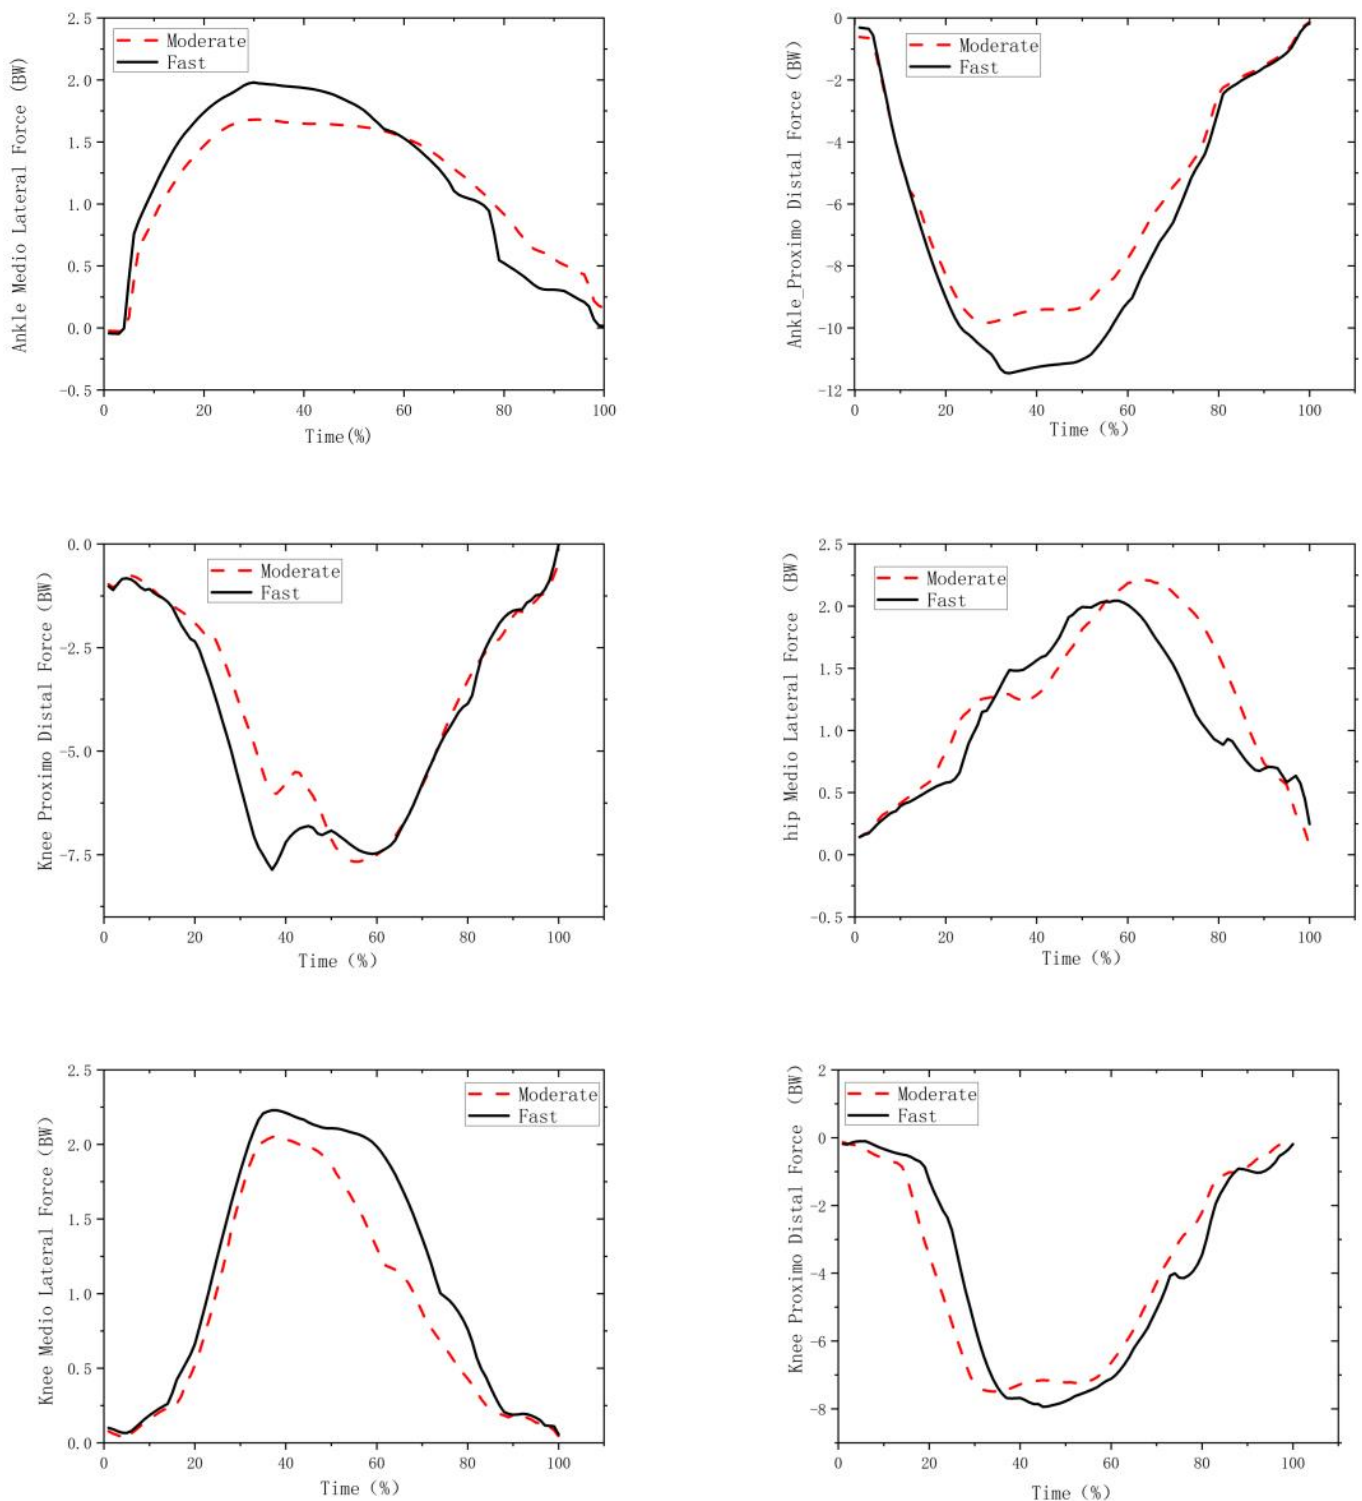 Ankle Medio Lateral Force (BW)
2.5
2.0
1.5
1.0
0.5
0.0
-0.5
Moderate
Fast
0 20 40 60 80 100
Time(%)
Ankle_Proximo Distal Force (BW)
0
-2
-4
-6
-8
-10
-12
Moderate
Fast
0 20 40 60 80 100
Time (%)
Knee Proximo Distal Force (BW)
0.0
-2.5
-5.0
-7.5
Moderate
Fast
0 20 40 60 80 100
Time (%)
hip Medio Lateral Force (BW)
2.5
2.0
1.5
1.0
0.5
0.0
-0.5
Moderate
Fast
0 20 40 60 80 100
Time (%)
Knee Medio Lateral Force (BW)
2.5
2.0
1.5
1.0
0.5
0.0
Moderate
Fast
0 20 40 60 80 100
Time (%)
Knee Proximo Distal Force (BW)
2
0
-2
-4
-6
-8
Moderate
Fast
0 20 40 60 80 100
Time (%)